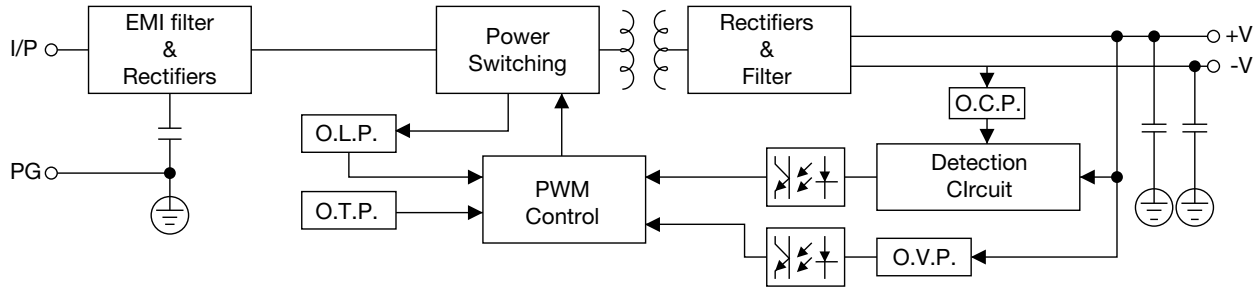 I/P
EMI filter
&
Rectifiers
Power
Switching
Rectifiers
&
Filter
+V
-V
O.C.P.
O.L.P.
PG
PWM
Control
Detection
CIrcuit
O.T.P.
O.V.P.